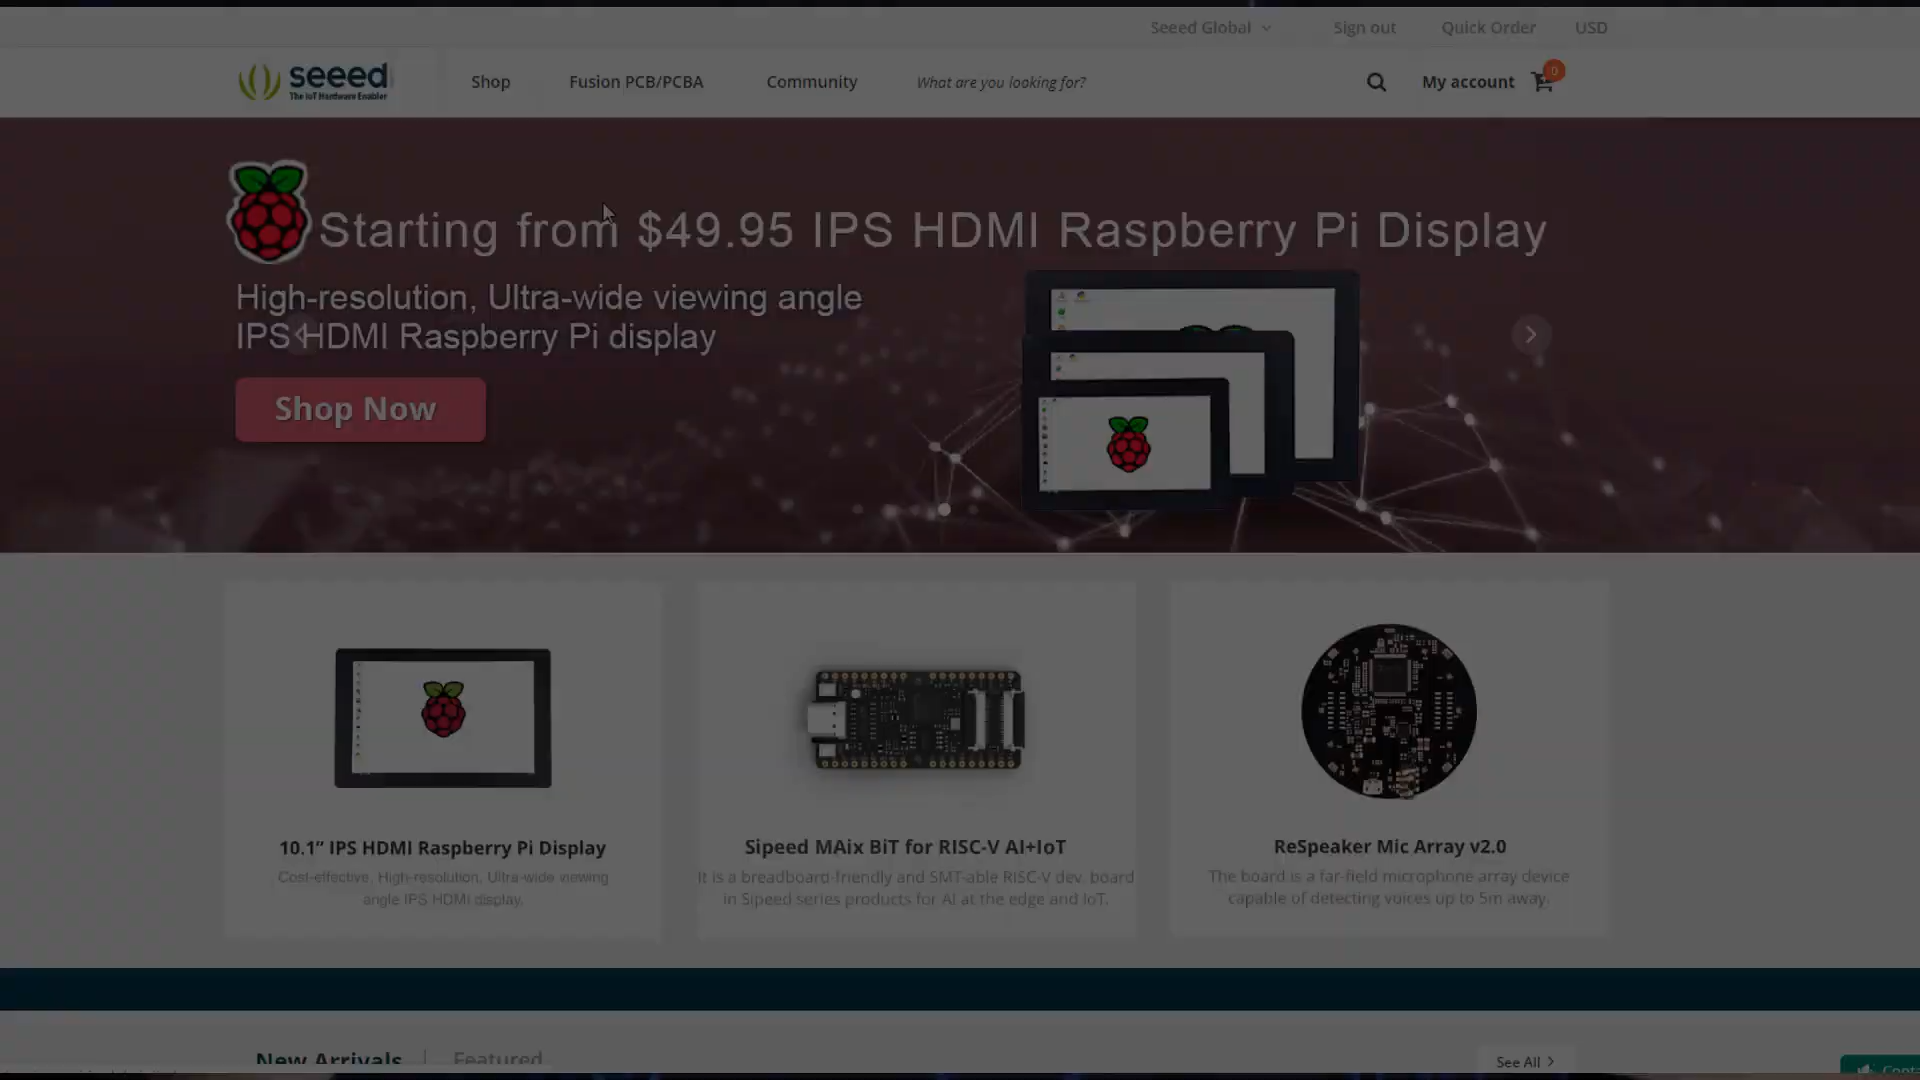 Seeed Global
Sign out
Quick Order
USD
seeed
The IoT Hardware Enabler
Shop
Fusion PCB/PCBA
Community
What are you looking for?
My account
0
Starting from $49.95 IPS HDMI Raspberry Pi Display
High-resolution, Ultra-wide viewing angle
IPS HDMI Raspberry Pi display
Shop Now
10.1” IPS HDMI Raspberry Pi Display
Cost-effective, High-resolution, Ultra-wide viewing
angle IPS HDMI display.
Sipeed MAix BiT for RISC-V AI+IoT
It is a breadboard-friendly and SMT-able RISC-V dev. board
in Sipeed series products for AI at the edge and IoT.
ReSpeaker Mic Array v2.0
The board is a far-field microphone array device
capable of detecting voices up to 5m away.
New Arrivals
Featured
See All